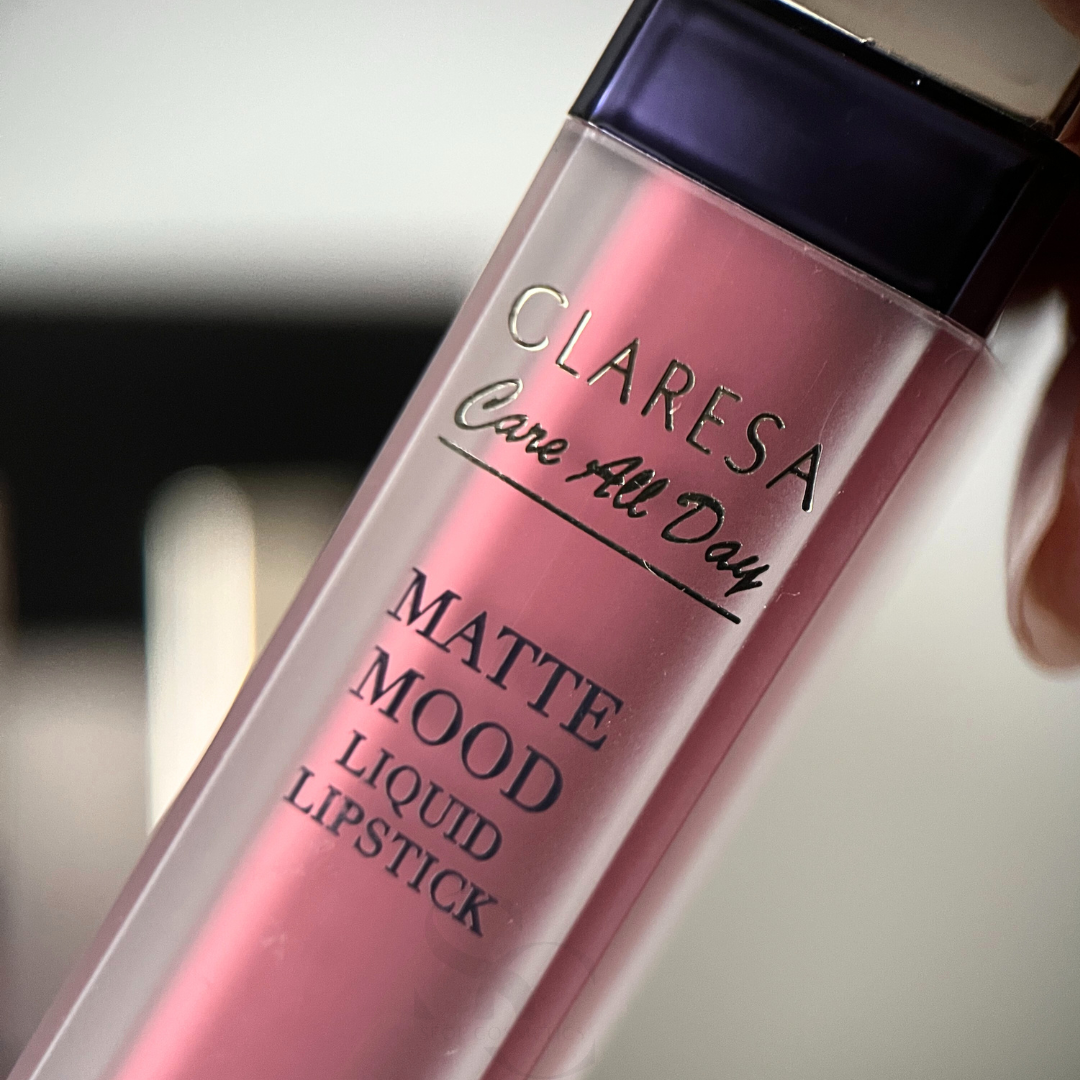 CLARESA
Care All Day
MATTE
MOOD
LIQUID
LIPSTICK